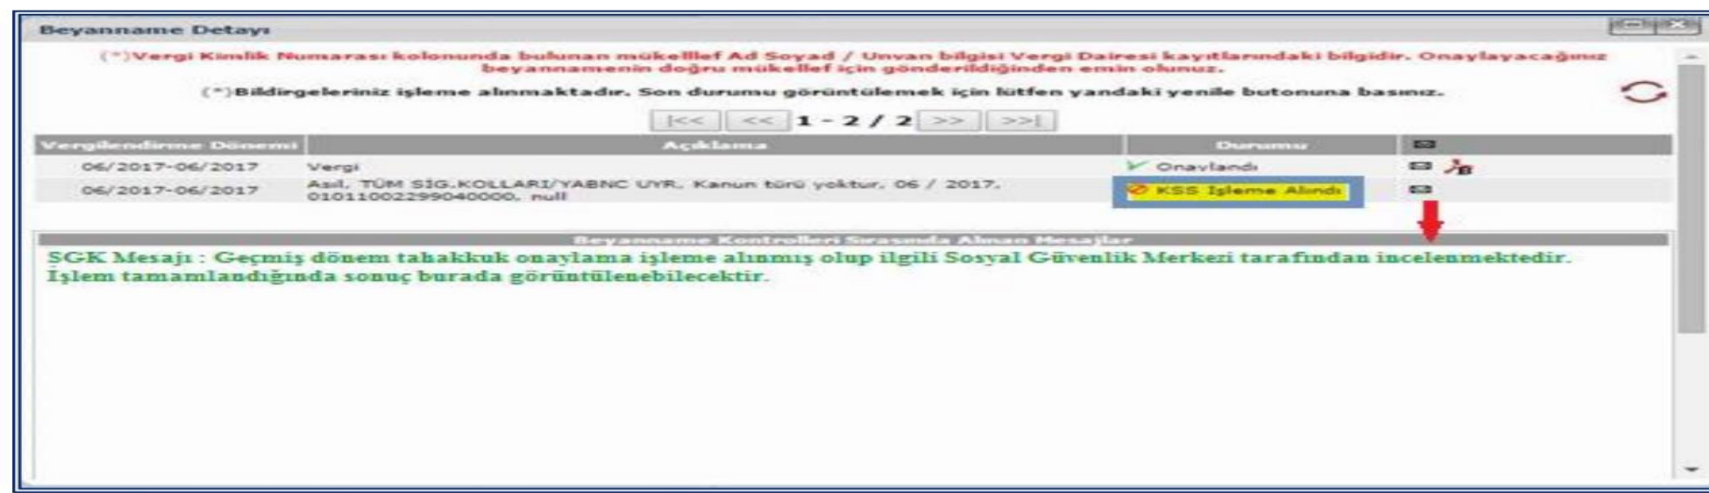 Beyanname Detayı
(*)Vergi Kimlik Numarası kolonunda bulunan mükelllef Ad Soyad / Unvan bilgisi Vergi Dairesi kayıtlarındaki bilgidir. Onaylayacağınız
beyannamenin doğru mükellef için gönderildiğinden emin olunuz.
(*)Bildirgeleriniz işleme alınmaktadır. Son durumu görüntülemek için lütfen yandaki yenile butonuna basınız.
|<< << 1 - 2 / 2 >> >>|
Vergilendirme Dönemi Açıklama Durumu
06/2017-06/2017 Vergi Onaylandı
06/2017-06/2017 Asıl, TÜM SİG.KOLLARI/YABNC UYR, Kanun türü yoktur, 06 / 2017, KSS İşleme Alındı
01011002299040000, null
Beyanname Kontrolleri Sırasında Alınan Mesajlar
SGK Mesajı : Geçmiş dönem tahakkuk onaylama işleme alınmış olup ilgili Sosyal Güvenlik Merkezi tarafından incelenmektedir.
İşlem tamamlandığında sonuç burada görüntülenebilecektir.